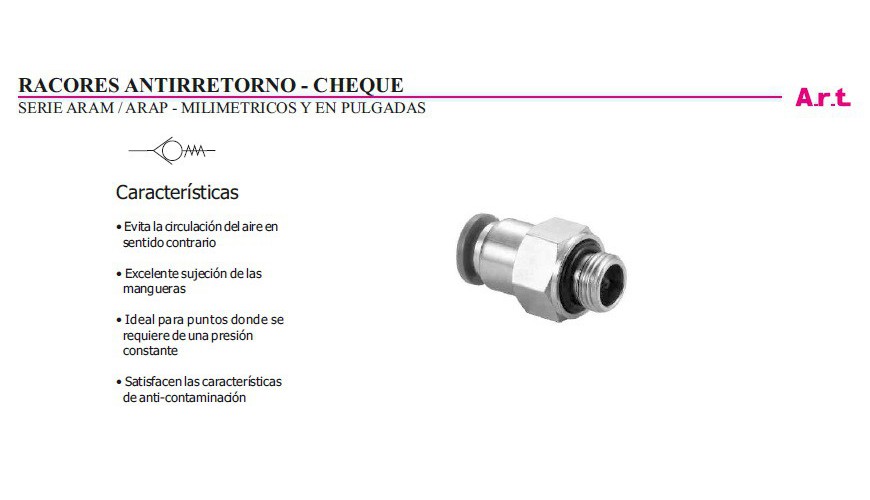 RACORES ANTIRRETORNO - CHEQUE
A.r.t.
SERIE ARAM / ARAP - MILIMETRICOS Y EN PULGADAS
Características
• Evita la circulación del aire en
sentido contrario
• Excelente sujeción de las
mangueras
• Ideal para puntos donde se
requiere de una presión
constante
• Satisfacen las características
de anti-contaminación